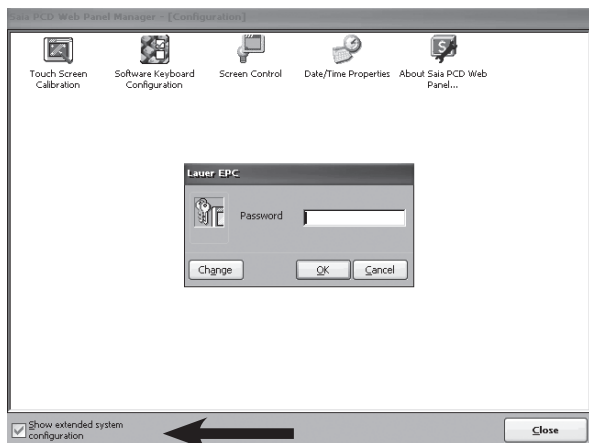 Saia PCD Web Panel Manager - [Configuration]
Touch Screen
Calibration
Software Keyboard
Configuration
Screen Control
Date/Time Properties
About Saia PCD Web
Panel...
Lauer EPC
Password
Change
OK
Cancel
Show extended system
configuration
Close